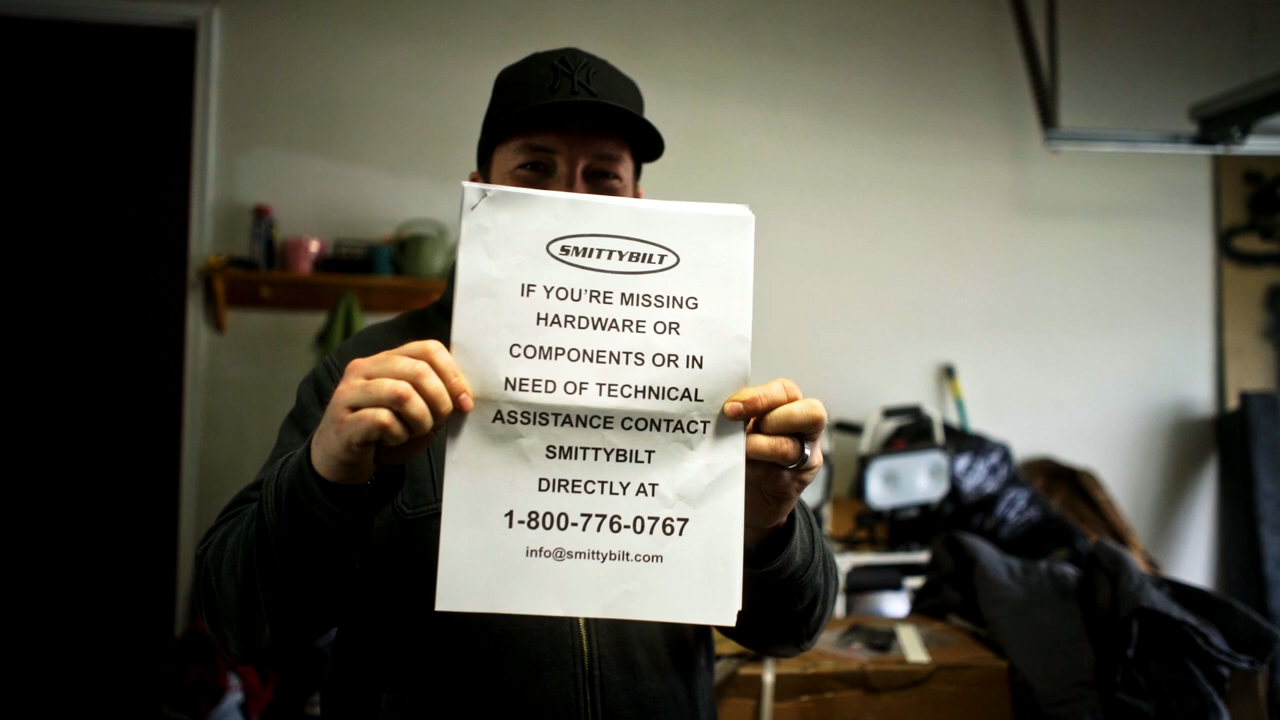 NY
SMITTYBILT
IF YOU'RE MISSING
HARDWARE OR
COMPONENTS OR IN
NEED OF TECHNICAL
ASSISTANCE CONTACT
SMITTYBILT
DIRECTLY AT
1-800-776-0767
info@smittybilt.com